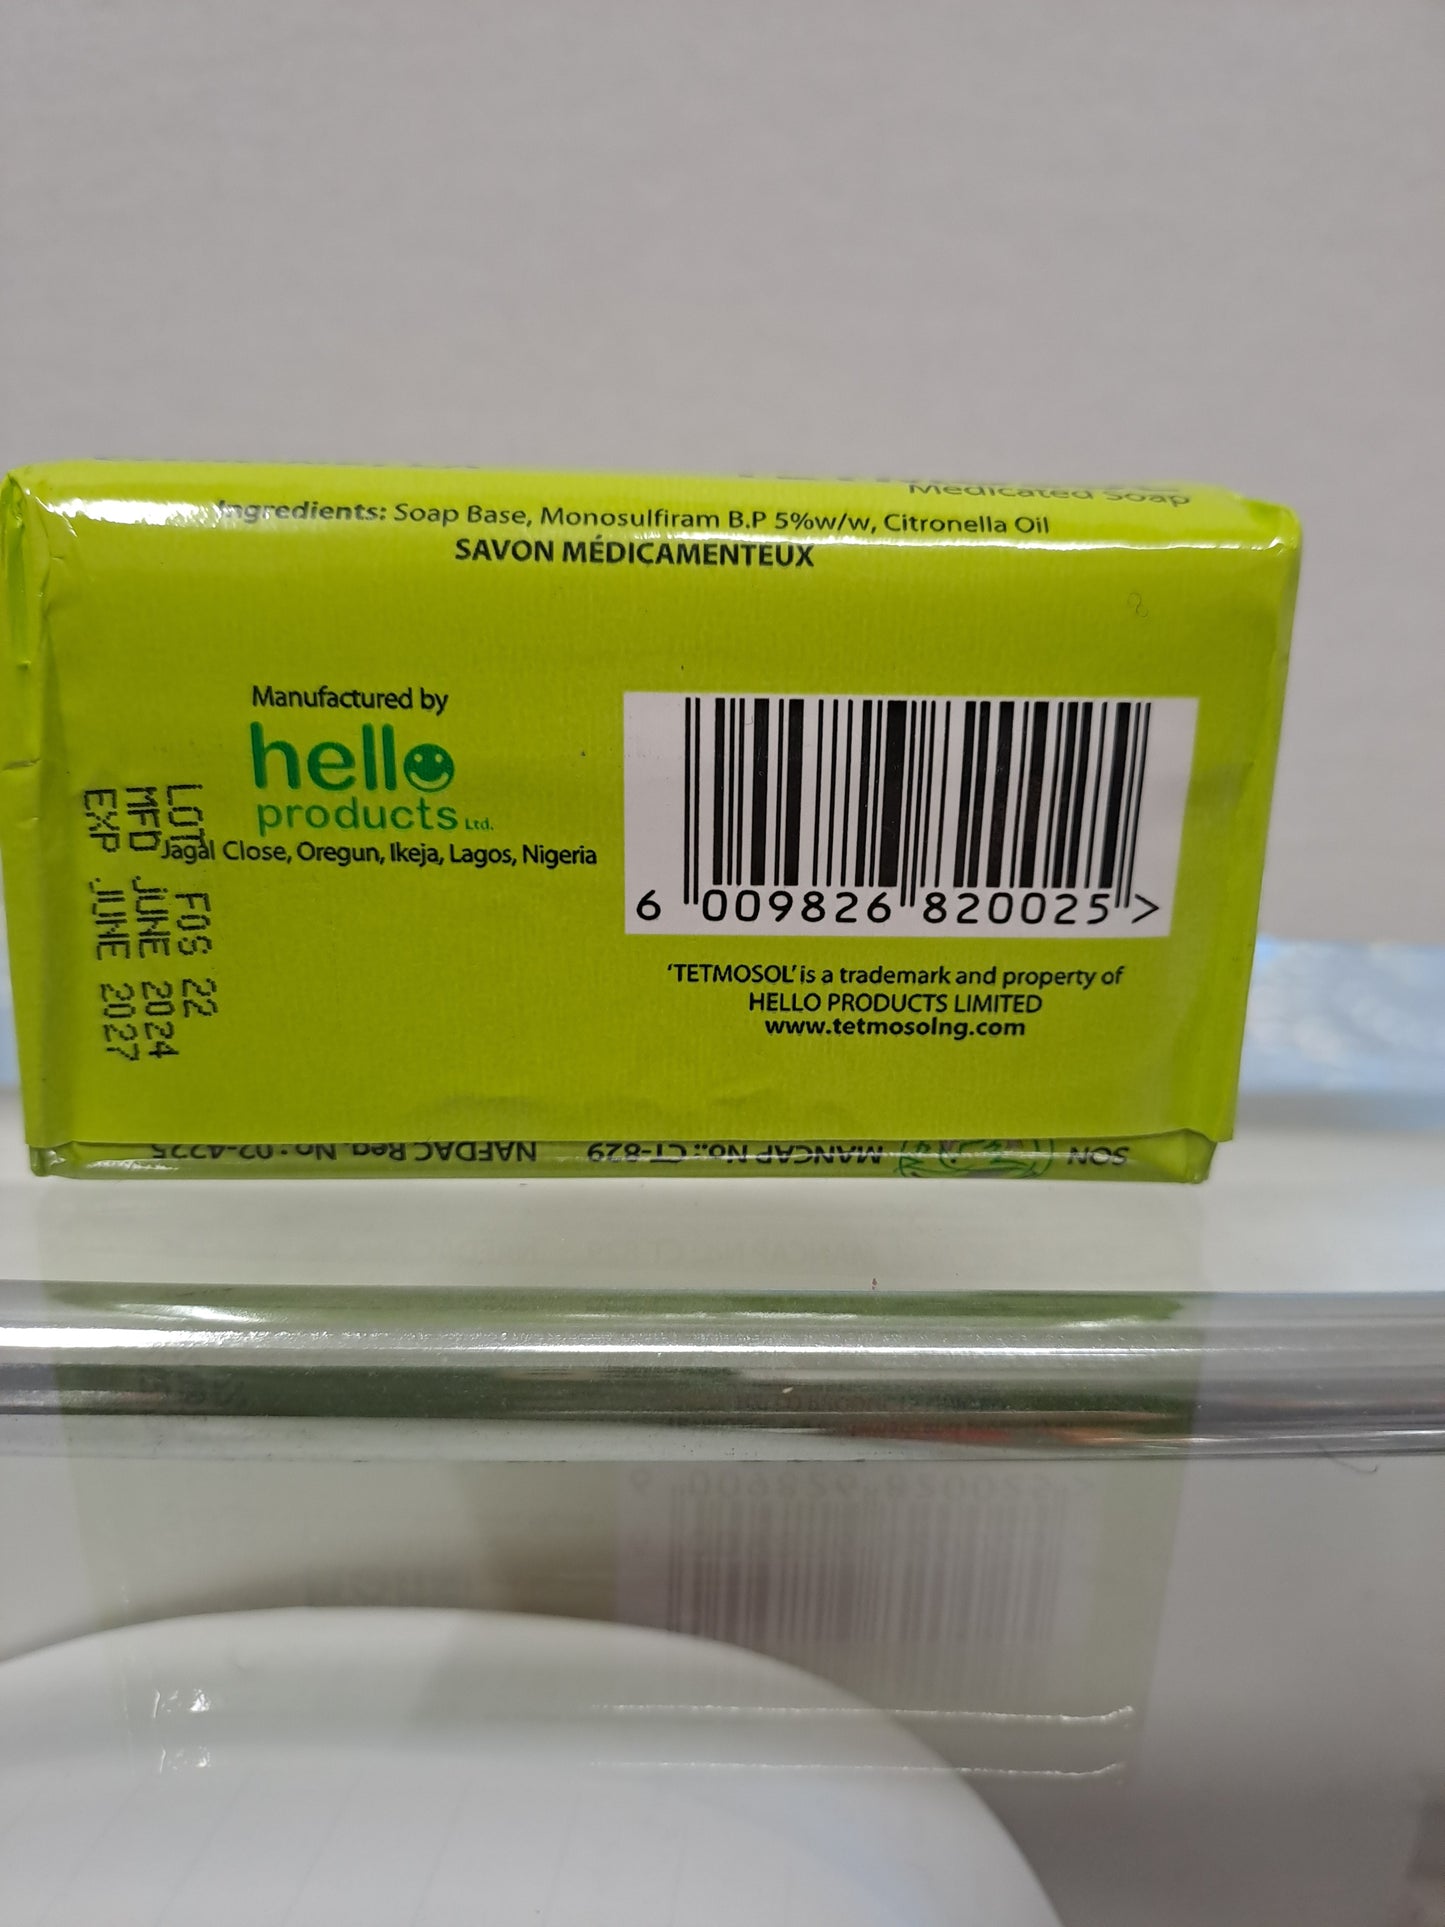 Medicated Soap
Ingredients: Soap Base, Monosulfiram B.P 5%w/w, Citronella Oil
SAVON MÉDICAMENTEUX
Manufactured by
hello
products Ltd.
Jagal Close, Oregun, Ikeja, Lagos, Nigeria
LOT FOS 22
MFD JUNE 2024
EXP JUNE 2027
6 009826 820025 >
'TETMOSOL' is a trademark and property of
HELLO PRODUCTS LIMITED
www.tetmosolng.com
SON MANCAP No.: CT-829 NAFDAC Reg. No: 02-4225